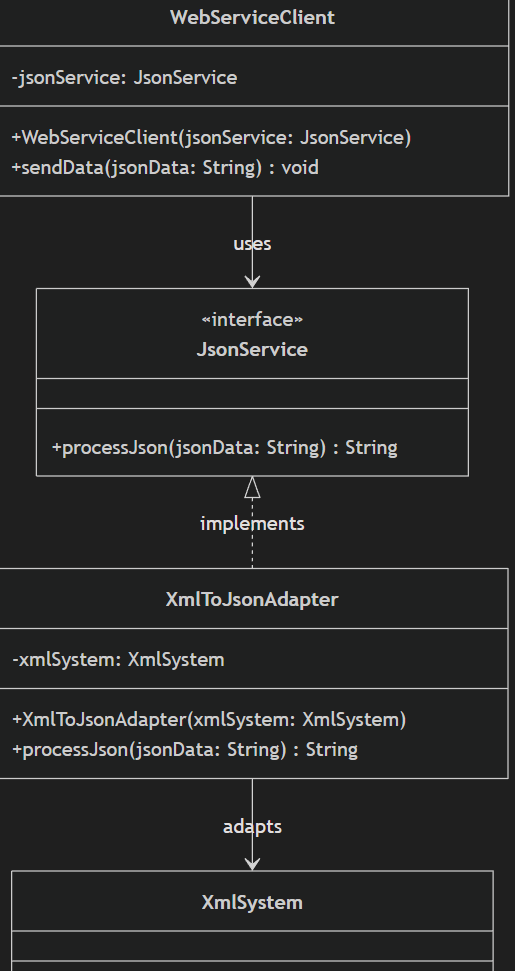 WebServiceClient
-jsonService: JsonService
+WebServiceClient(jsonService: JsonService)
+sendData(jsonData: String) : void
uses
«interface»
JsonService
+processJson(jsonData: String) : String
implements
XmlToJsonAdapter
-xmlSystem: XmlSystem
+XmlToJsonAdapter(xmlSystem: XmlSystem)
+processJson(jsonData: String) : String
adapts
XmlSystem